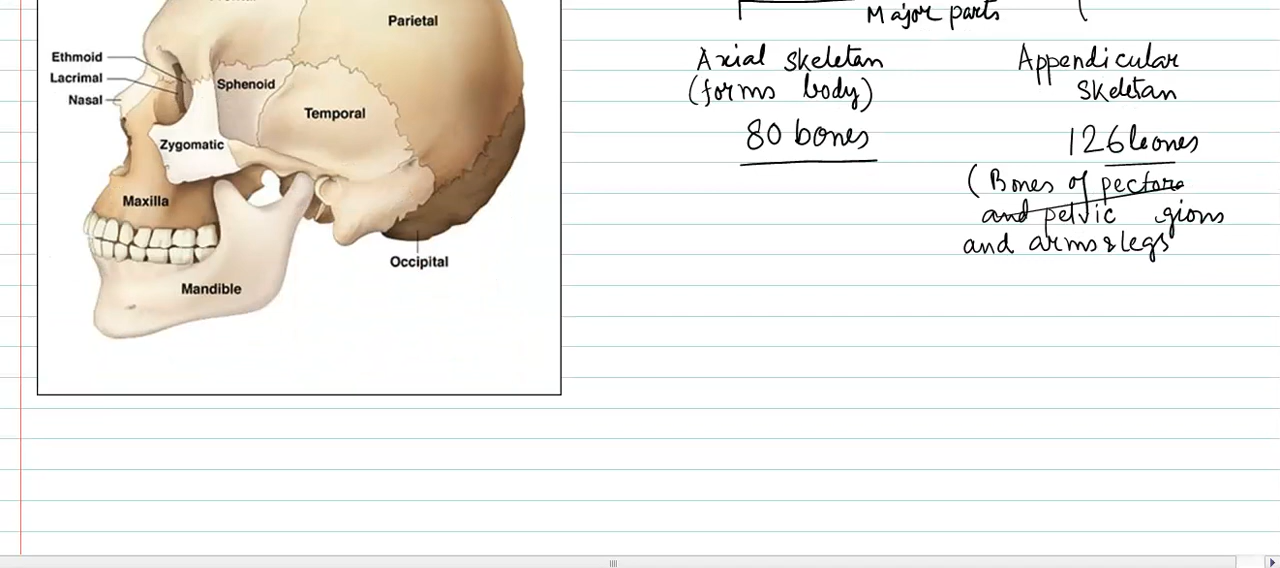 Parietal
Ethmoid
Lacrimal
Nasal
Sphenoid
Temporal
Zygomatic
Maxilla
Occipital
Mandible
Major parts
Axial skeletan
(forms body)
80 bones
Appendicular
skeletan
126 bones
(Bones of pectora
and pelvic gions
and arms & legs